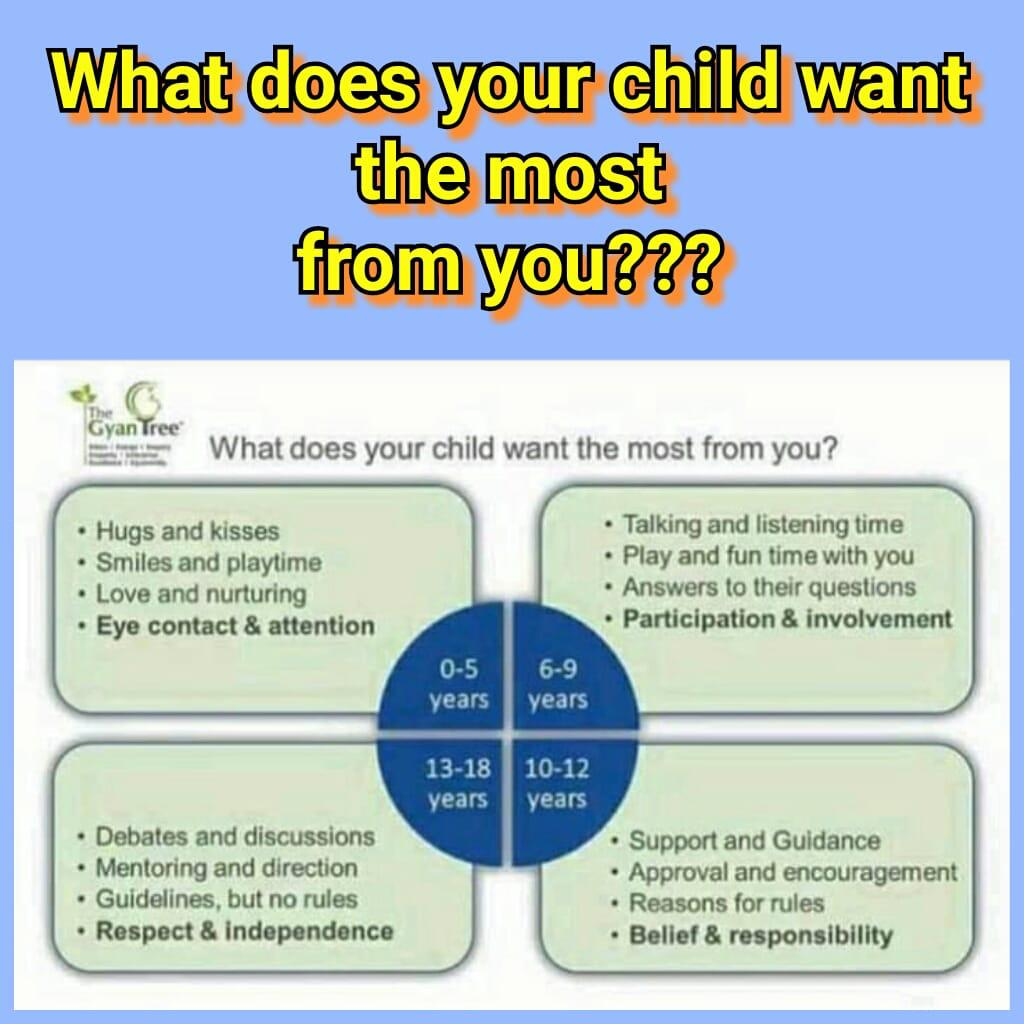 What does your child want
the most
from you???
The
Gyan Tree
What does your child want the most from you?
• Hugs and kisses
• Smiles and playtime
• Love and nurturing
• Eye contact & attention
0-5
years
• Talking and listening time
• Play and fun time with you
• Answers to their questions
• Participation & involvement
6-9
years
13-18
years
• Debates and discussions
• Mentoring and direction
• Guidelines, but no rules
• Respect & independence
10-12
years
• Support and Guidance
• Approval and encouragement
• Reasons for rules
• Belief & responsibility